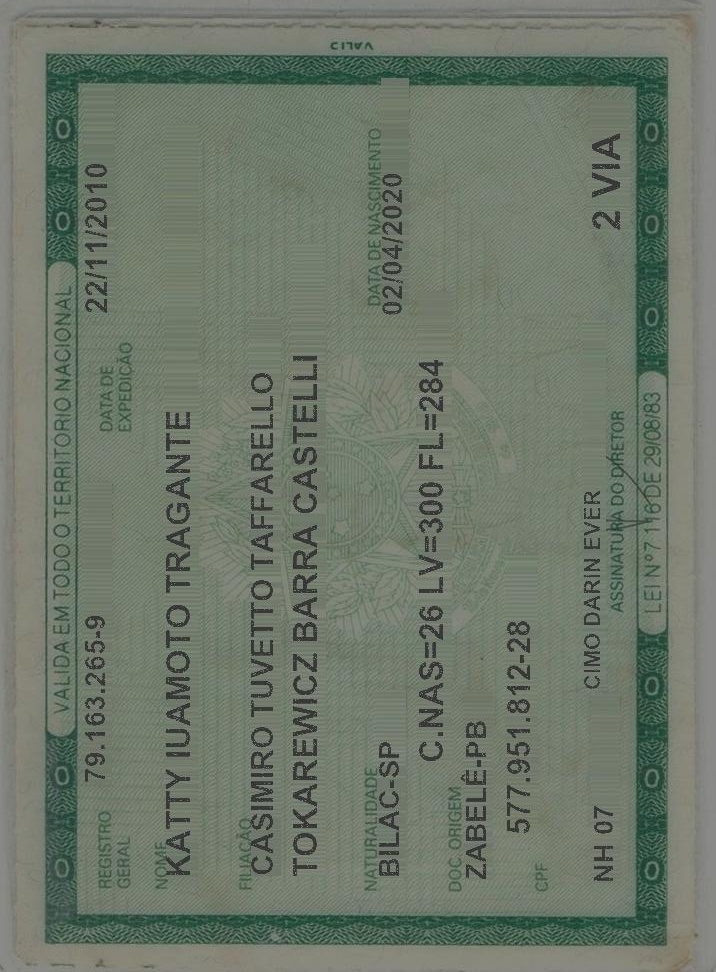 VALIDA EM TODO O TERRITORIO NACIONAL
REGISTRO GERAL 79.163.265-9 DATA DE EXPEDIÇÃO 22/11/2010
NOME
KATTY IUAMOTO TRAGANTE
FILIAÇÃO
CASIMIRO TUVETTO TAFFARELLO
TOKAREWICZ BARRA CASTELLI
NATURALIDADE DATA DE NASCIMENTO
BILAC-SP 02/04/2020
DOC. ORIGEM C.NAS=26 LV=300 FL=284
ZABELÊ-PB
CPF 577.951.812-28
NH 07 CIMO DARIN EVER 2 VIA
ASSINATURA DO DIRETOR
LEI Nº 7.116 DE 29/08/83